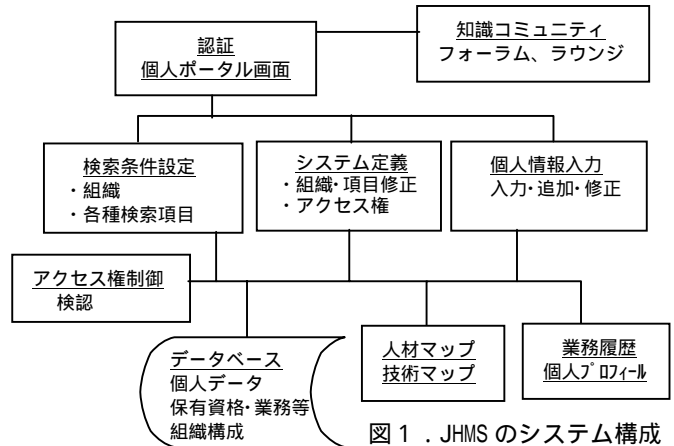 認証
個人ポータル画面
知識コミュニティ
フォーラム、ラウンジ
検索条件設定
・組織
・各種検索項目
システム定義
・組織・項目修正
・アクセス権
個人情報入力
入力・追加・修正
アクセス権制御
検認
データベース
個人データ
保有資格・業務等
組織構成
人材マップ
技術マップ
業務履歴
個人ﾌﾟﾛﾌｨｰﾙ
図1．JHMSのシステム構成